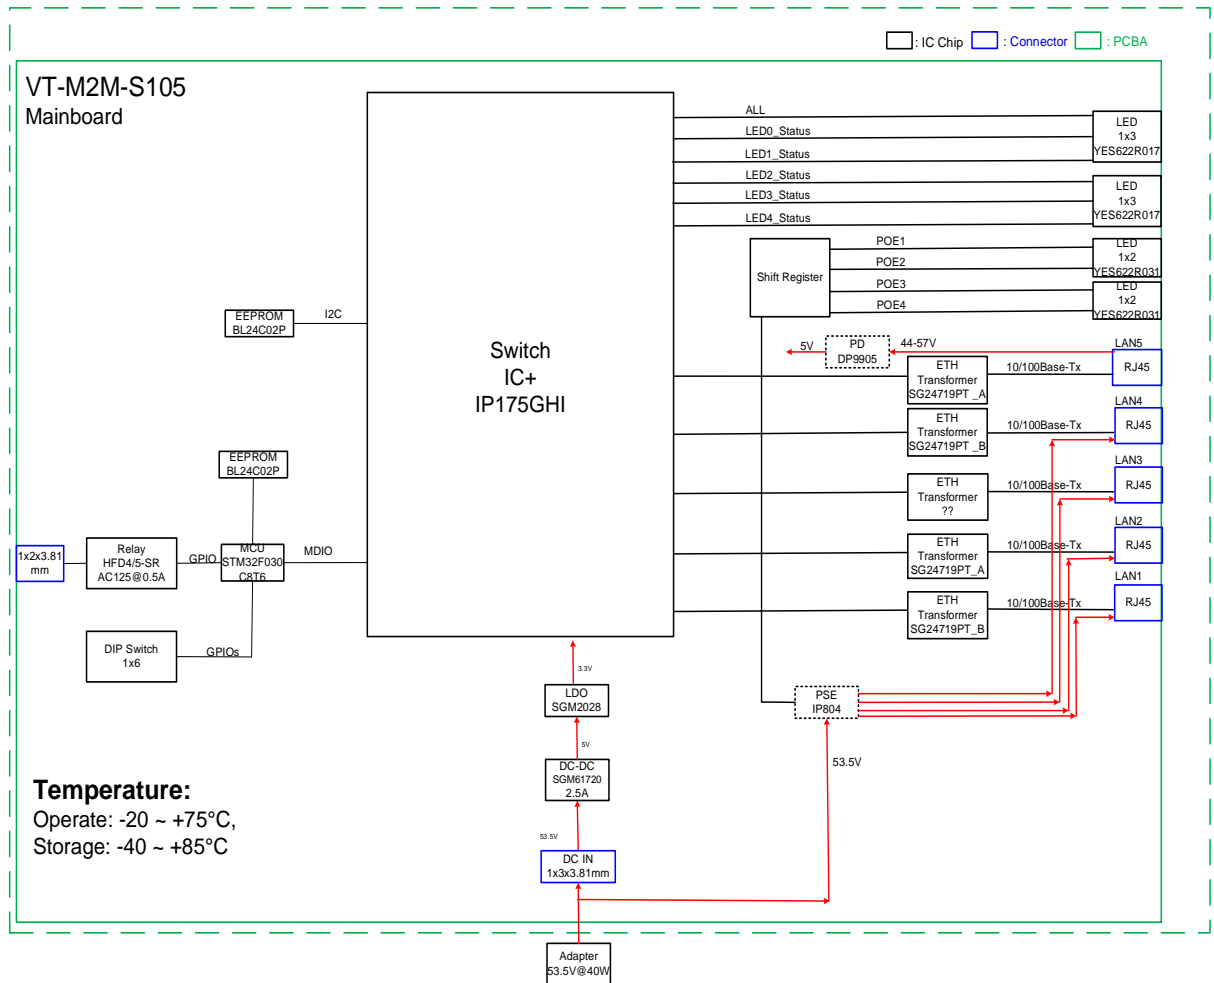 : IC Chip
: Connector
: PCBA
VT-M2M-S105
Mainboard
ALL
LED0_Status
LED1_Status
LED
1x3
YES622R017
LED2_Status
LED3_Status
LED4_Status
LED
1x3
YES622R017
Shift Register
POE1
POE2
POE3
POE4
LED
1x2
YES622R031
LED
1x2
YES622R031
EEPROM
BL24C02P
I2C
Switch
IC+
IP175GHI
5V
PD
DP9905
44-57V
LAN5
RJ45
ETH
Transformer
SG24719PT _A
10/100Base-Tx
LAN4
RJ45
ETH
Transformer
SG24719PT _B
10/100Base-Tx
LAN3
RJ45
ETH
Transformer
??
10/100Base-Tx
LAN2
RJ45
ETH
Transformer
SG24719PT_A
10/100Base-Tx
LAN1
RJ45
ETH
Transformer
SG24719PT_B
10/100Base-Tx
EEPROM
BL24C02P
1x2x3.81
mm
Relay
HFD4/5-SR
AC125@0.5A
GPIO
MCU
STM32F030
C8T6
MDIO
DIP Switch
1x6
GPIOs
3.3V
LDO
SGM2028
5V
DC-DC
SGM61720
2.5A
53.5V
DC IN
1x3x3.81mm
PSE
IP804
53.5V
Temperature:
Operate: -20 ~ +75°C,
Storage: -40 ~ +85°C
Adapter
53.5V@40W